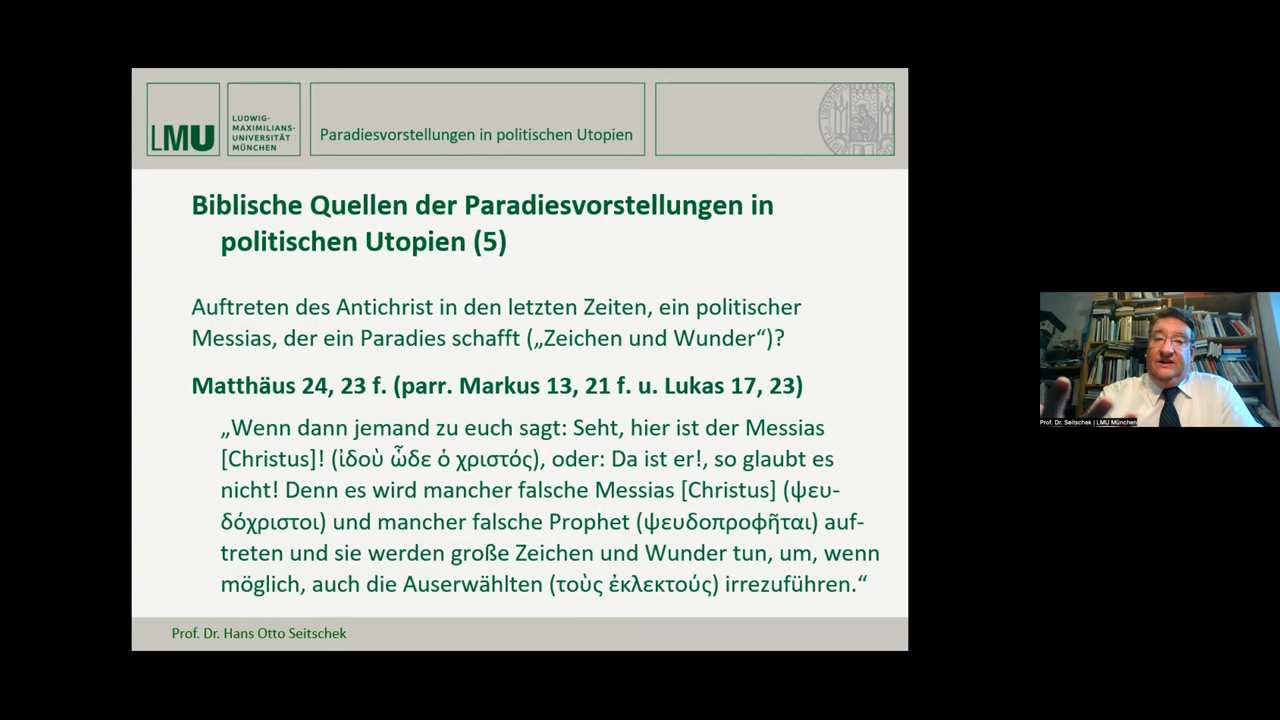 LMU
LUDWIG-
MAXIMILIANS-
UNIVERSITÄT
MÜNCHEN
Paradiesvorstellungen in politischen Utopien
Biblische Quellen der Paradiesvorstellungen in
politischen Utopien (5)
Auftreten des Antichrist in den letzten Zeiten, ein politischer
Messias, der ein Paradies schafft („Zeichen und Wunder“)?
Matthäus 24, 23 f. (parr. Markus 13, 21 f. u. Lukas 17, 23)
„Wenn dann jemand zu euch sagt: Seht, hier ist der Messias
[Christus]! (ἰδοὺ ὧδε ὁ χριστός), oder: Da ist er!, so glaubt es
nicht! Denn es wird mancher falsche Messias [Christus] (ψευ-
δόχριστοι) und mancher falsche Prophet (ψευδοπροφῆται) auf-
treten und sie werden große Zeichen und Wunder tun, um, wenn
möglich, auch die Auserwählten (τοὺς ἐκλεκτούς) irrezuführen.“
Prof. Dr. Hans Otto Seitschek
Prof. Dr. Seitschek | LMU München